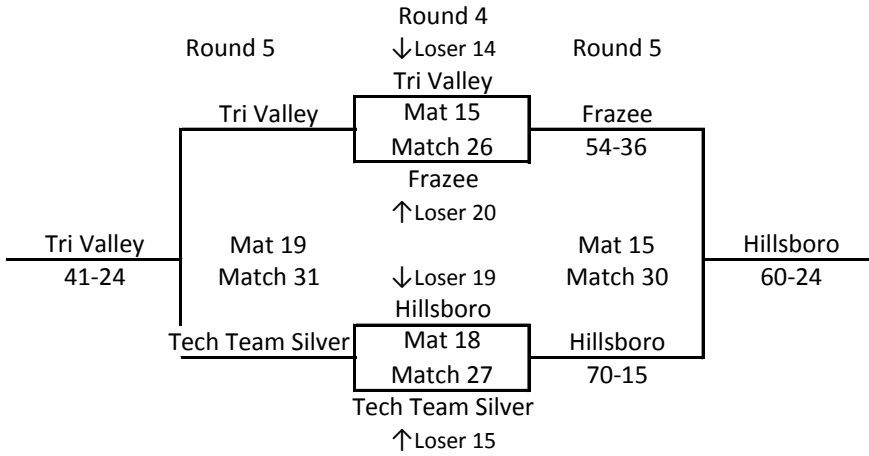 Round 4
Round 5 ↓Loser 14 Round 5
Tri Valley
Tri Valley Mat 15 Frazee
Match 26 54-36
Frazee
↑Loser 20
Tri Valley Mat 19 Mat 15 Hillsboro
41-24 Match 31 ↓Loser 19 Match 30 60-24
Hillsboro
Tech Team Silver Mat 18 Hillsboro
Match 27 70-15
Tech Team Silver
↑Loser 15